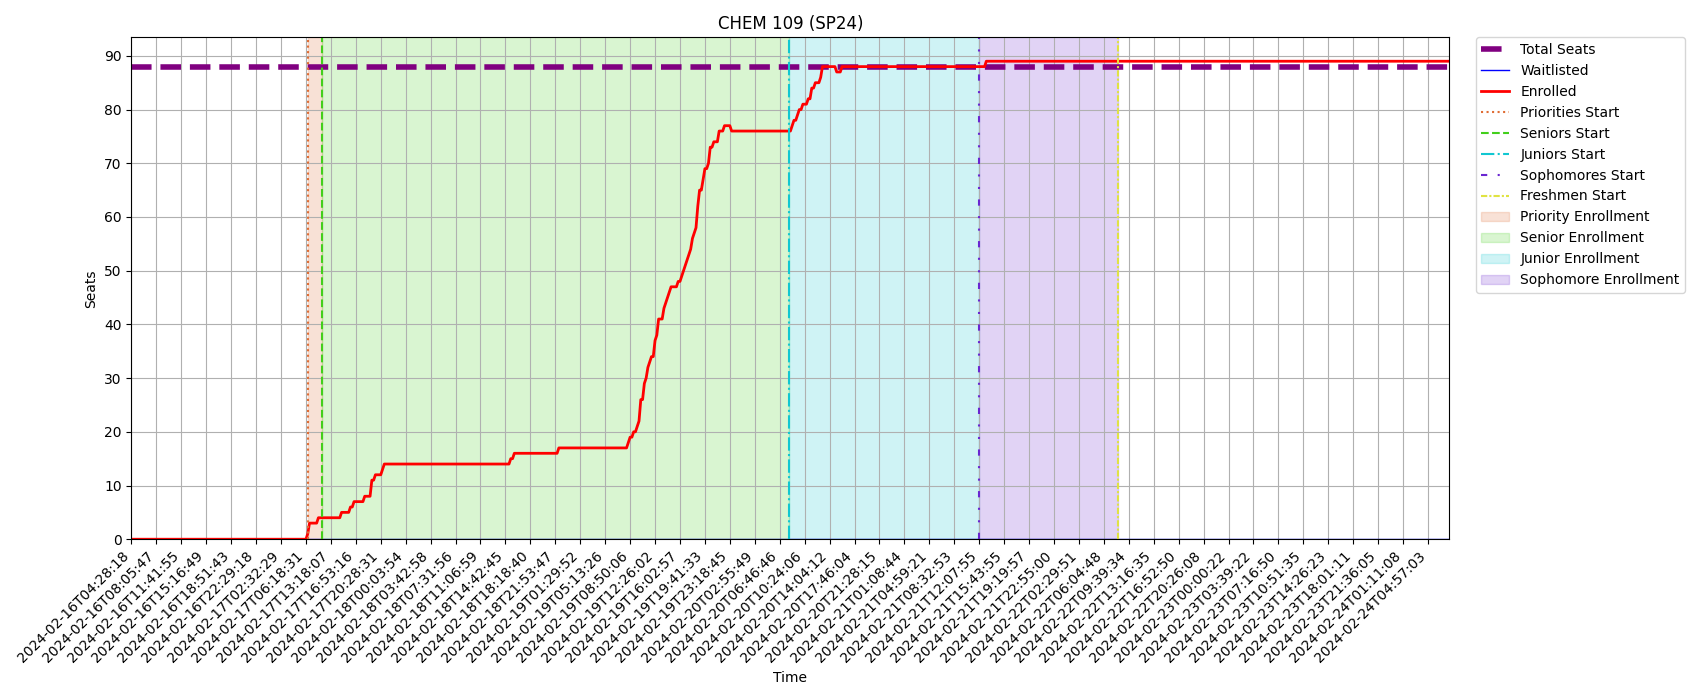 CHEM 109 (SP24)
Seats
90
80
70
60
50
40
30
20
10
0
2024-02-16T04:28:18
2024-02-16T08:05:47
2024-02-16T11:41:55
2024-02-16T15:16:49
2024-02-16T18:51:43
2024-02-16T22:29:18
2024-02-17T02:32:29
2024-02-17T06:18:31
2024-02-17T13:18:07
2024-02-17T16:53:16
2024-02-17T20:28:31
2024-02-18T00:03:54
2024-02-18T03:42:58
2024-02-18T07:31:56
2024-02-18T11:06:59
2024-02-18T14:42:45
2024-02-18T18:18:40
2024-02-18T21:53:47
2024-02-19T01:29:52
2024-02-19T05:13:26
2024-02-19T08:50:06
2024-02-19T12:26:02
2024-02-19T16:02:57
2024-02-19T19:41:33
2024-02-19T23:18:45
2024-02-20T02:55:49
2024-02-20T06:46:46
2024-02-20T10:24:06
2024-02-20T14:04:12
2024-02-20T17:46:04
2024-02-20T21:28:15
2024-02-21T01:08:44
2024-02-21T04:59:21
2024-02-21T08:32:53
2024-02-21T12:07:55
2024-02-21T15:43:55
2024-02-21T19:19:57
2024-02-21T22:55:00
2024-02-22T02:29:51
2024-02-22T06:04:48
2024-02-22T09:39:34
2024-02-22T13:16:35
2024-02-22T16:52:50
2024-02-22T20:26:08
2024-02-23T00:00:22
2024-02-23T03:39:22
2024-02-23T07:16:50
2024-02-23T10:51:35
2024-02-23T14:26:23
2024-02-23T18:01:11
2024-02-23T21:36:05
2024-02-24T01:11:08
2024-02-24T04:57:03
Time
Total Seats
Waitlisted
Enrolled
Priorities Start
Seniors Start
Juniors Start
Sophomores Start
Freshmen Start
Priority Enrollment
Senior Enrollment
Junior Enrollment
Sophomore Enrollment